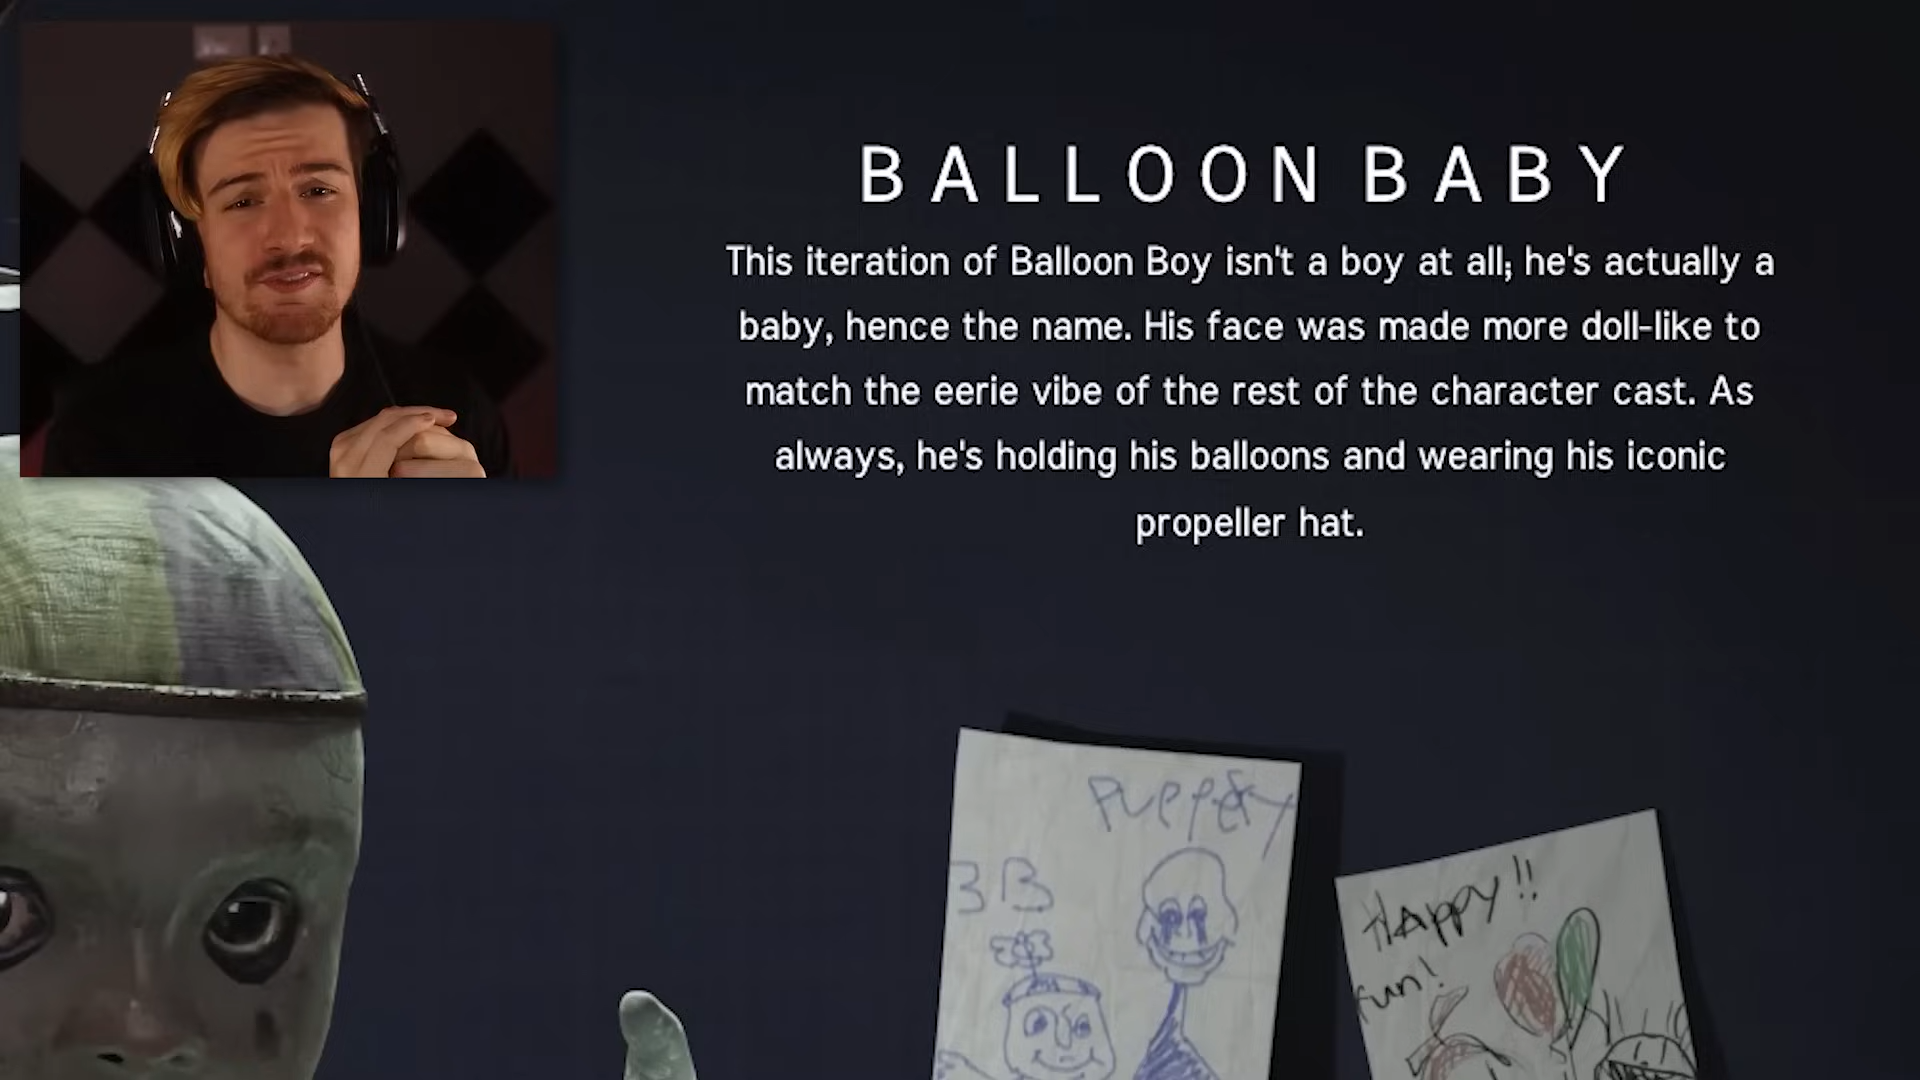 BALLOON BABY
This iteration of Balloon Boy isn't a boy at all; he's actually a
baby, hence the name. His face was made more doll-like to
match the eerie vibe of the rest of the character cast. As
always, he's holding his balloons and wearing his iconic
propeller hat.
BB
Happy!!
fun!